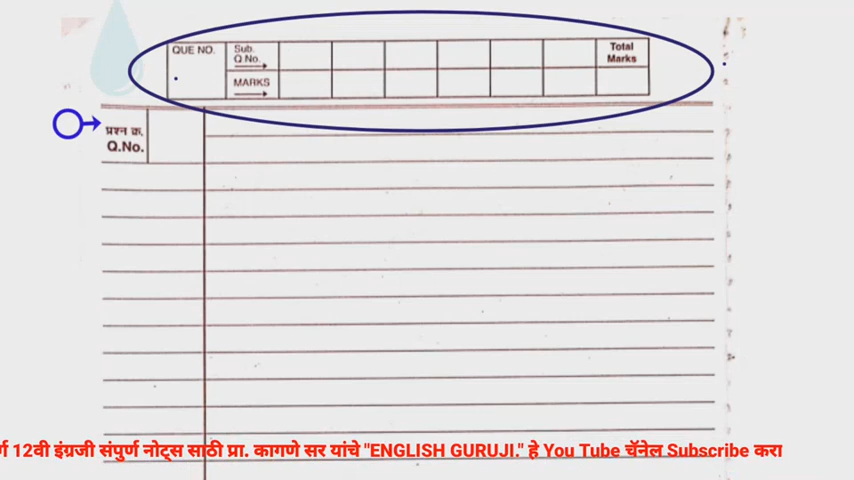 QUE NO. Sub. Total
Q.No. Marks
MARKS
प्रश्न क्र.
Q.No.
र्ग 12वी इंग्रजी संपुर्ण नोट्स साठी प्रा. कागणे सर यांचे "ENGLISH GURUJI." हे You Tube चॅनेल Subscribe करा